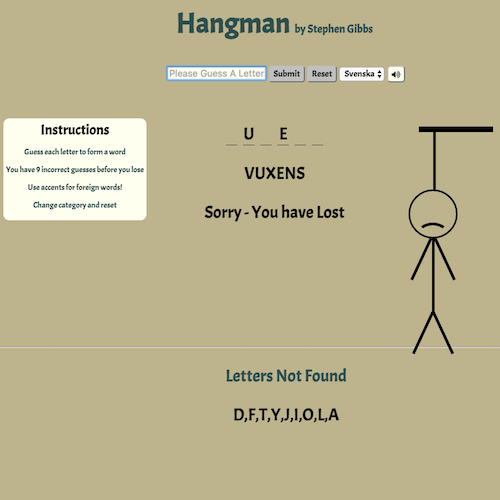 Hangman by Stephen Gibbs
Please Guess A Letter Submit Reset Svenska
Instructions
Guess each letter to form a word
You have 9 incorrect guesses before you lose
Use accents for foreign words!
Change category and reset
_ U _ E _ _
VUXENS
Sorry - You have Lost
Letters Not Found
D,F,T,Y,J,I,O,L,A